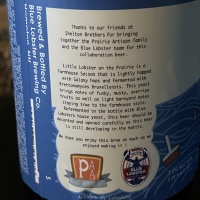 Thanks to our friends at
Shelton Brothers for bringing
together the Prairie Artisan family
and the Blue Lobster team for this
collaboration beer.
Little Lobster on the Prairie is a
Farmhouse Saison that is lightly hopped
with Galaxy hops and fermented with
Brettanomyces Bruxellensis. This yeast
brings notes of funky, musty, overripe
fruits as well as light barnyard notes
staying true to the farmhouse style.
Refermented in the bottle with Blue
Lobsters house yeast, this beer should be
decanted and opened carefully as this beer
is still developing in the bottle.
We hope you enjoy this brew as much as we
enjoyed making it!
Brewed & Bottled By
Blue Lobster Brewing Co.
PAA
BLUE
LOBSTER